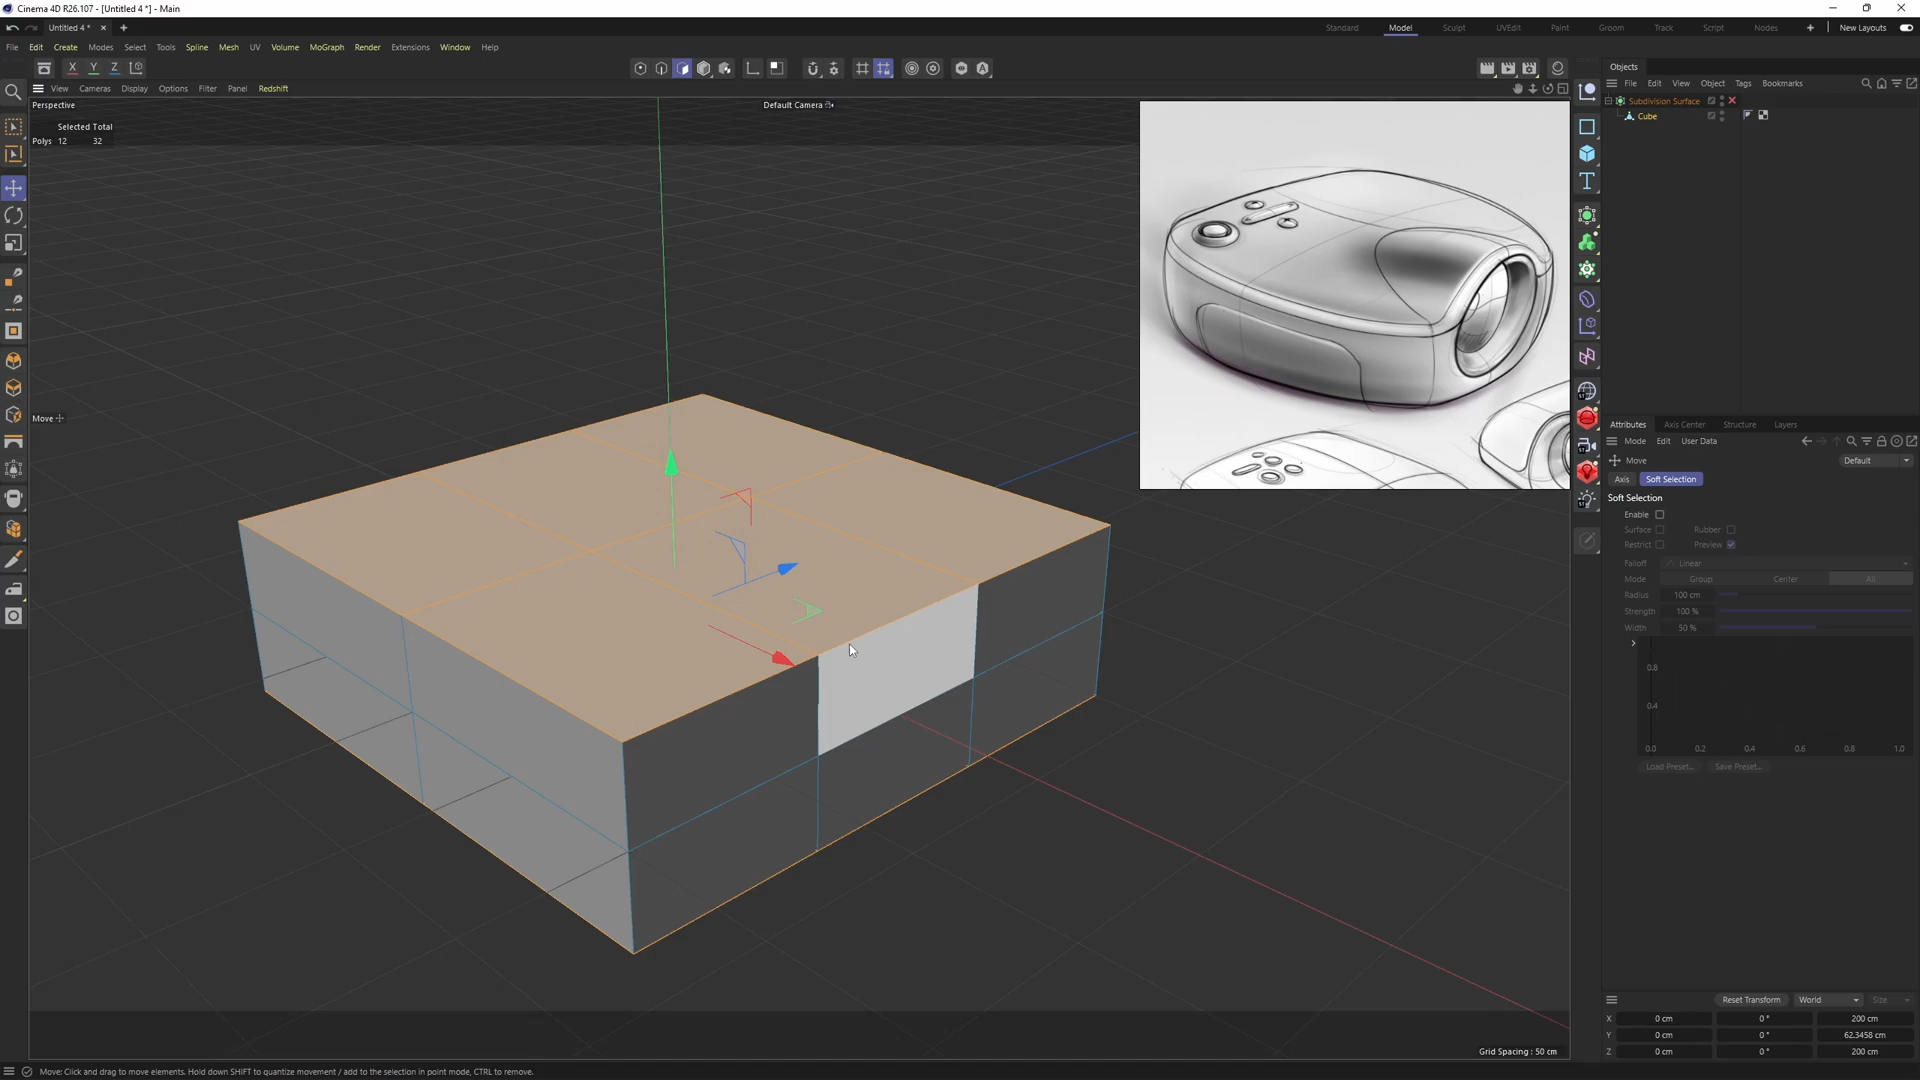 Cinema 4D R26.107 - [Untitled 4 *] - Main
Untitled 4 *
Standard Model Sculpt UVEdit Paint Groom Track Script Nodes New Layouts
File Edit Create Modes Select Tools Spline Mesh UV Volume MoGraph Render Extensions Window Help
X Y Z
View Cameras Display Options Filter Panel Redshift
Perspective
Default Camera
Selected Total
Polys 12 32
Move
Grid Spacing : 50 cm
Objects
File Edit View Object Tags Bookmarks
Subdivision Surface
Cube
Attributes Axis Center Structure Layers
Mode Edit User Data
Move Default
Axis Soft Selection
Soft Selection
Enable
Surface Rubber
Restrict Preview
Falloff Linear
Mode Group Center All
Radius 100 cm
Strength 100 %
Width 50 %
0.8
0.4
0.0 0.2 0.4 0.6 0.8 1.0
Load Preset... Save Preset...
Reset Transform World Size
X 0 cm 0 ° 200 cm
Y 0 cm 0 ° 62.3458 cm
Z 0 cm 0 ° 200 cm
Move: Click and drag to move elements. Hold down SHIFT to quantize movement / add to the selection in point mode, CTRL to remove.